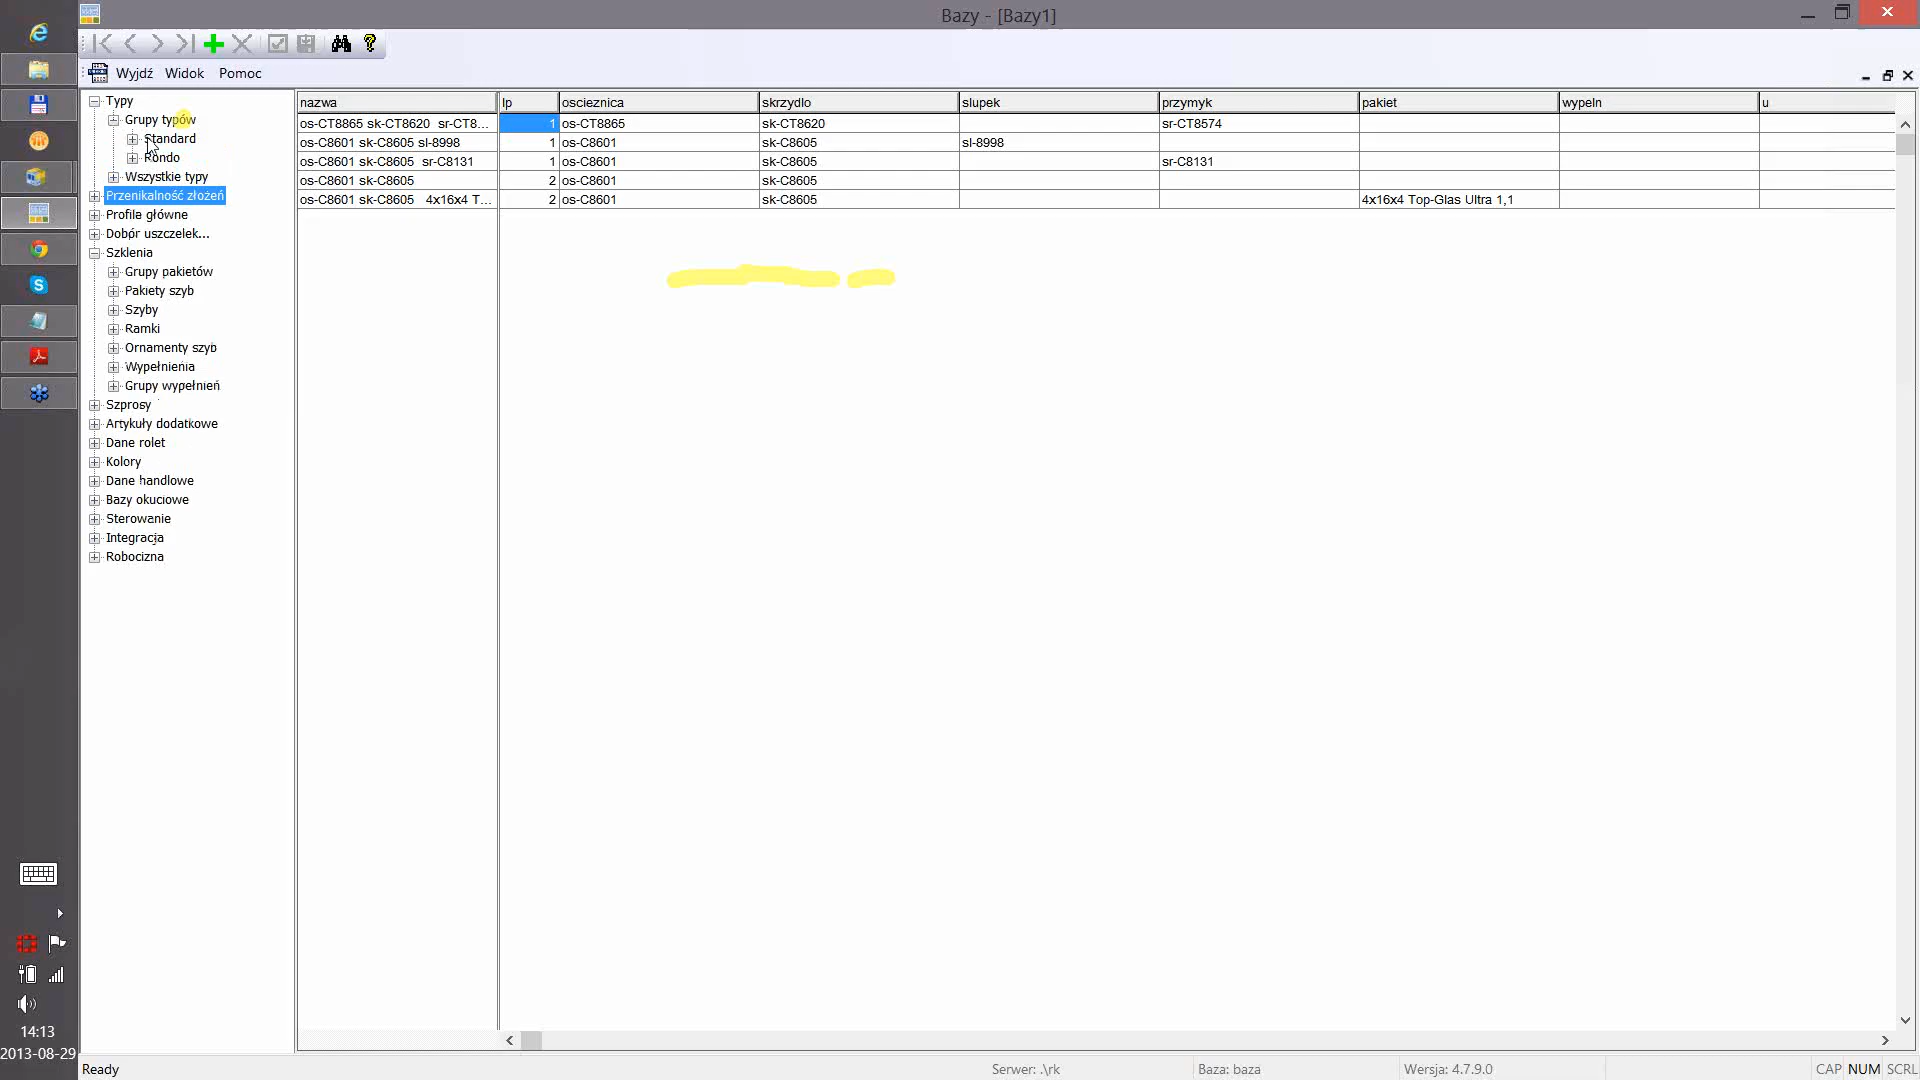 Bazy - [Bazy1]
Wyjdź Widok Pomoc
Typy
Grupy typów
Standard
Rondo
Wszystkie typy
Przenikalność złożeń
Profile główne
Dobór uszczelek...
Szklenia
Grupy pakietów
Pakiety szyb
Szyby
Ramki
Ornamenty szyb
Wypełnienia
Grupy wypełnień
Szprosy
Artykuły dodatkowe
Dane rolet
Kolory
Dane handlowe
Bazy okuciowe
Sterowanie
Integracja
Robocizna
nazwa lp oscieznica skrzydlo slupek przymyk pakiet wypeln u
os-CT8865 sk-CT8620 sr-CT8... 1 os-CT8865 sk-CT8620 sr-CT8574
os-C8601 sk-C8605 sl-8998 1 os-C8601 sk-C8605 sl-8998
os-C8601 sk-C8605 sr-C8131 1 os-C8601 sk-C8605 sr-C8131
os-C8601 sk-C8605 2 os-C8601 sk-C8605
os-C8601 sk-C8605 4x16x4 T... 2 os-C8601 sk-C8605 4x16x4 Top-Glas Ultra 1,1
14:13
2013-08-29
Ready Serwer: .\rk Baza: baza Wersja: 4.7.9.0 CAP NUM SCRL